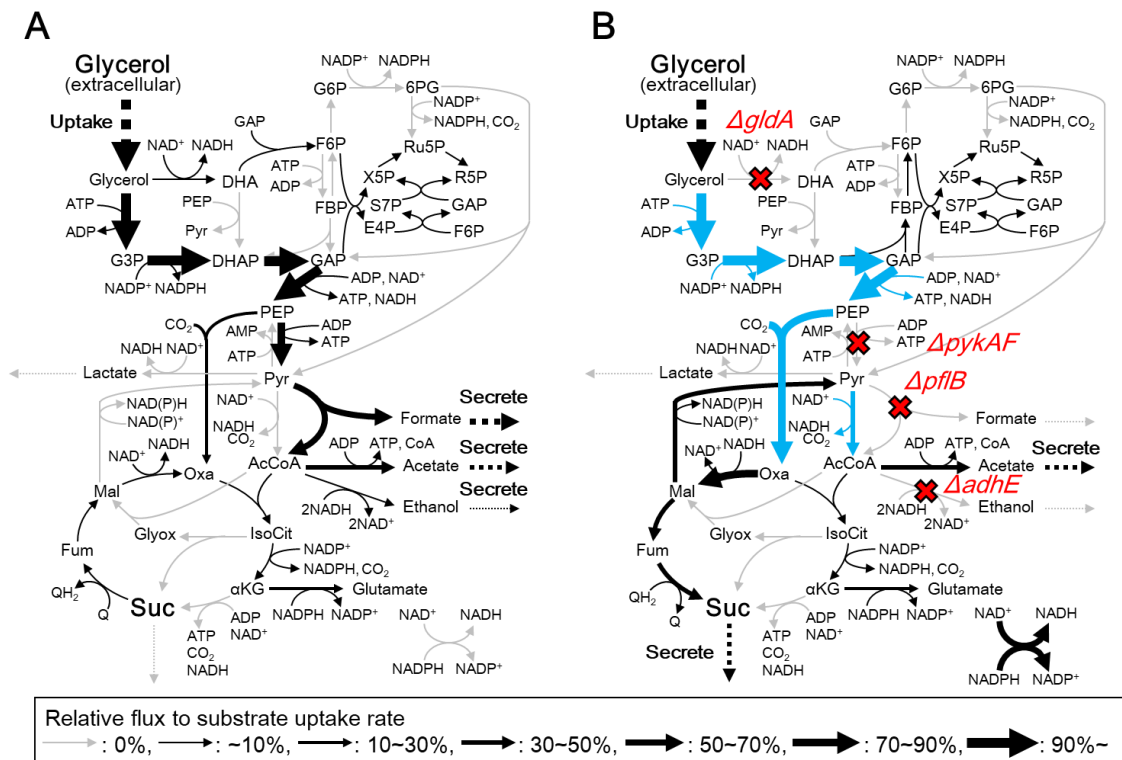 A
Glycerol
(extracellular)
Uptake
NADP⁺ NADPH
G6P 6PG
NADP⁺
NADPH, CO₂
GAP
NAD⁺ NADH
F6P
Ru5P
ATP
ADP
Glycerol
DHA
X5P
R5P
ATP
ADP
PEP
Pyr
FBP
S7P
GAP
E4P
F6P
G3P
DHAP
GAP
NADP⁺ NADPH
ADP, NAD⁺
ATP, NADH
PEP
CO₂
AMP
ATP
ADP
ATP
NADH NAD⁺
Lactate
Pyr
Secrete
NAD(P)H
NAD(P)⁺
NAD⁺
NADH
CO₂
Formate
Secrete
NADH
NAD⁺
ADP
ATP, CoA
Oxa
AcCoA
Acetate
Secrete
Mal
2NADH
2NAD⁺
Ethanol
Glyox
IsoCit
Fum
NADP⁺
NADPH, CO₂
QH₂
Q
αKG
Glutamate
Suc
ADP
NAD⁺
NADPH
NADP⁺
ATP
CO₂
NADH
NAD⁺
NADH
NADPH
NADP⁺
B
Glycerol
(extracellular)
Uptake
ΔgldA
NADP⁺ NADPH
G6P 6PG
NADP⁺
NADPH, CO₂
GAP
NAD⁺ NADH
F6P
Ru5P
ATP
ADP
Glycerol
DHA
X5P
R5P
ATP
ADP
PEP
Pyr
FBP
S7P
GAP
E4P
F6P
G3P
DHAP
GAP
NADP⁺ NADPH
ADP, NAD⁺
ATP, NADH
PEP
CO₂
AMP
ATP
ADP
ATP
ΔpykAF
NADH NAD⁺
Lactate
Pyr
ΔpflB
NAD(P)H
NAD(P)⁺
NAD⁺
NADH
CO₂
Formate
Secrete
NAD⁺
NADH
ADP
ATP, CoA
Oxa
AcCoA
Acetate
ΔadhE
Mal
2NADH
2NAD⁺
Ethanol
Glyox
IsoCit
Fum
NADP⁺
NADPH, CO₂
QH₂
Q
αKG
Glutamate
Suc
ADP
NAD⁺
NADPH
NADP⁺
Secrete
ATP
CO₂
NADH
NAD⁺
NADH
NADPH
NADP⁺
Relative flux to substrate uptake rate
: 0%, : ~10%, : 10~30%, : 30~50%, : 50~70%, : 70~90%, : 90%~